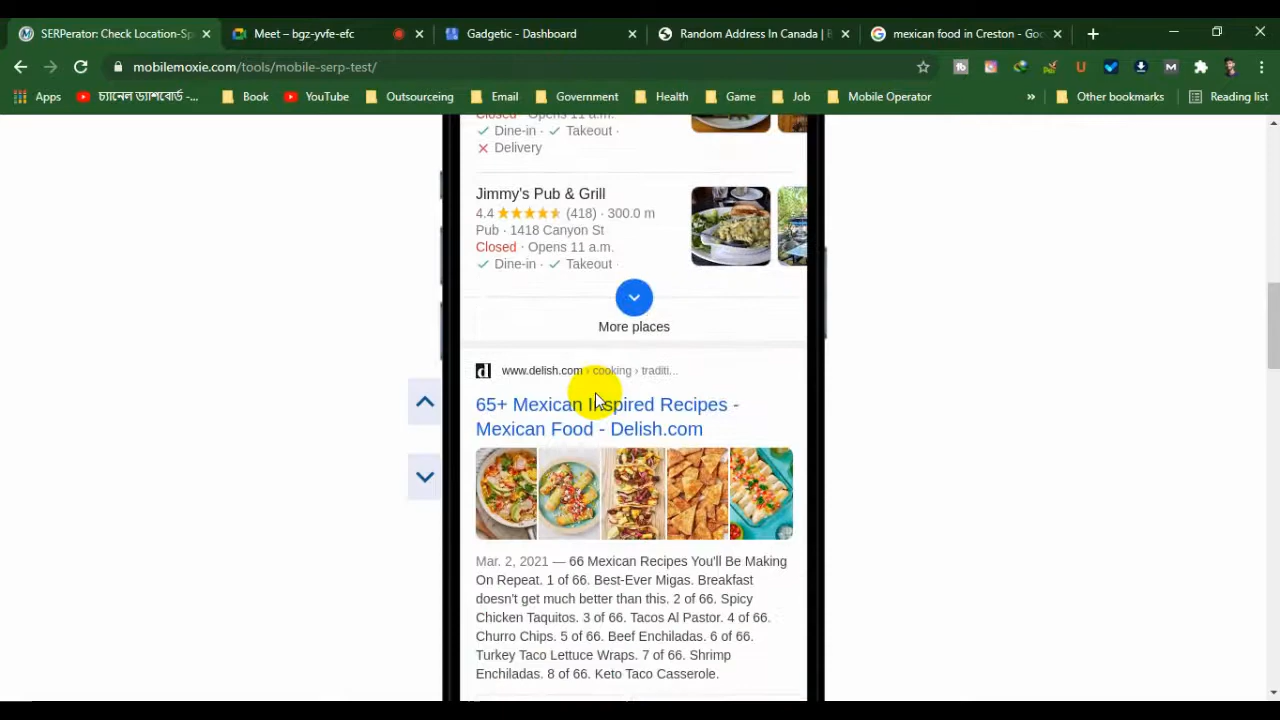 SERPerator: Check Location-Sp
Meet – bgz-yvfe-efc
Gadgetic - Dashboard
Random Address In Canada | B
mexican food in Creston - Goo
mobilemoxie.com/tools/mobile-serp-test/
Apps
চ্যানেল ড্যাশবোর্ড -...
Book
YouTube
Outsourceing
Email
Government
Health
Game
Job
Mobile Operator
»
Other bookmarks
Reading list
Closed · Opens 11 a.m.
Dine-in · Takeout ·
Delivery
Jimmy's Pub & Grill
4.4 (418) · 300.0 m
Pub · 1418 Canyon St
Closed · Opens 11 a.m.
Dine-in · Takeout ·
More places
www.delish.com › cooking › traditi...
65+ Mexican Inspired Recipes -
Mexican Food - Delish.com
Mar. 2, 2021 — 66 Mexican Recipes You'll Be Making
On Repeat. 1 of 66. Best-Ever Migas. Breakfast
doesn't get much better than this. 2 of 66. Spicy
Chicken Taquitos. 3 of 66. Tacos Al Pastor. 4 of 66.
Churro Chips. 5 of 66. Beef Enchiladas. 6 of 66.
Turkey Taco Lettuce Wraps. 7 of 66. Shrimp
Enchiladas. 8 of 66. Keto Taco Casserole.